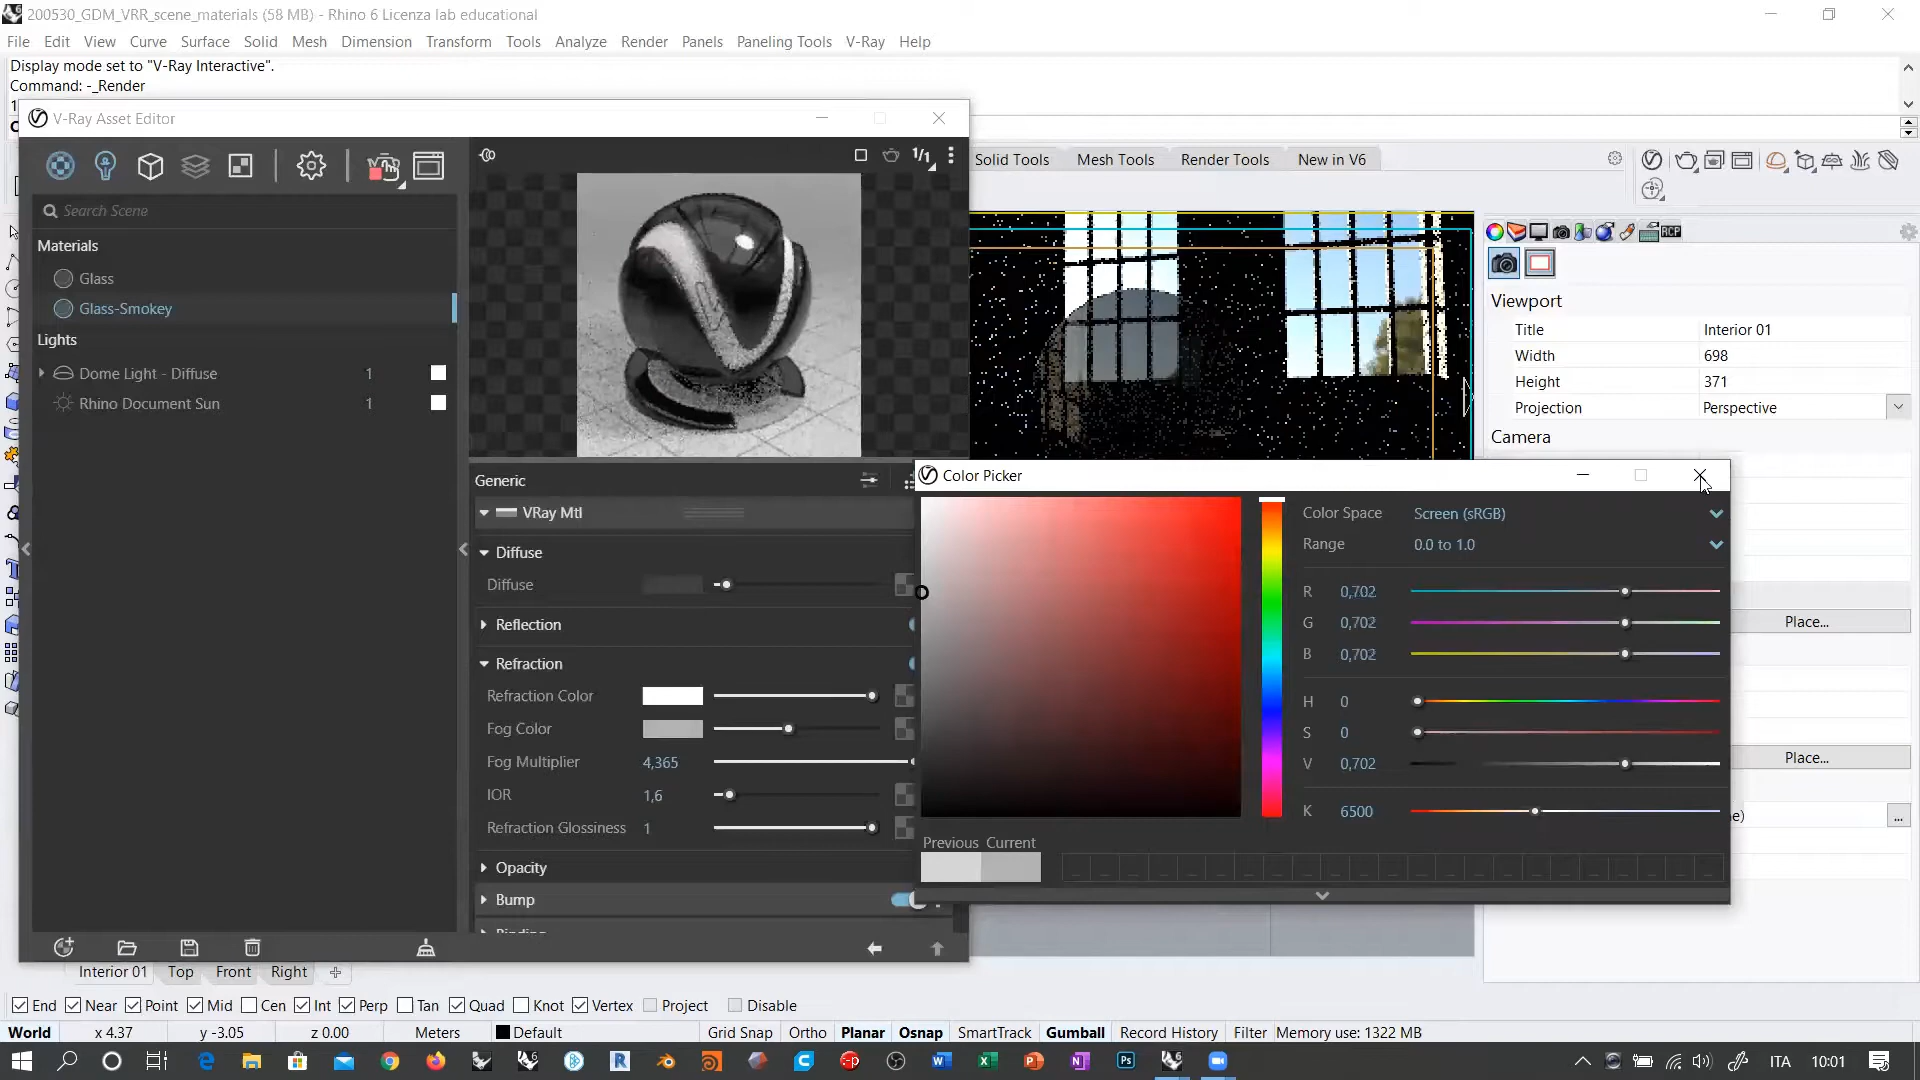 200530_GDM_VRR_scene_materials (58 MB) - Rhino 6 Licenza lab educational
File Edit View Curve Surface Solid Mesh Dimension Transform Tools Analyze Render Panels Paneling Tools V-Ray Help
Display mode set to "V-Ray Interactive".
Command: -_Render
V-Ray Asset Editor
Solid Tools Mesh Tools Render Tools New in V6
1/1
Search Scene
Materials
Glass
Glass-Smokey
Lights
Dome Light - Diffuse 1
Rhino Document Sun 1
Generic
VRay Mtl
Diffuse
Diffuse
Reflection
Refraction
Refraction Color
Fog Color
Fog Multiplier 4,365
IOR 1,6
Refraction Glossiness 1
Opacity
Bump
RCP
Viewport
Title Interior 01
Width 698
Height 371
Projection Perspective
Camera
Color Picker
Color Space Screen (sRGB)
Range 0.0 to 1.0
R 0,702
G 0,702
B 0,702
H 0
S 0
V 0,702
K 6500
Previous Current
Place...
Place...
...
Interior 01 Top Front Right
End Near Point Mid Cen Int Perp Tan Quad Knot Vertex Project Disable
World x 4.37 y -3.05 z 0.00 Meters Default Grid Snap Ortho Planar Osnap SmartTrack Gumball Record History Filter Memory use: 1322 MB
ITA 10:01